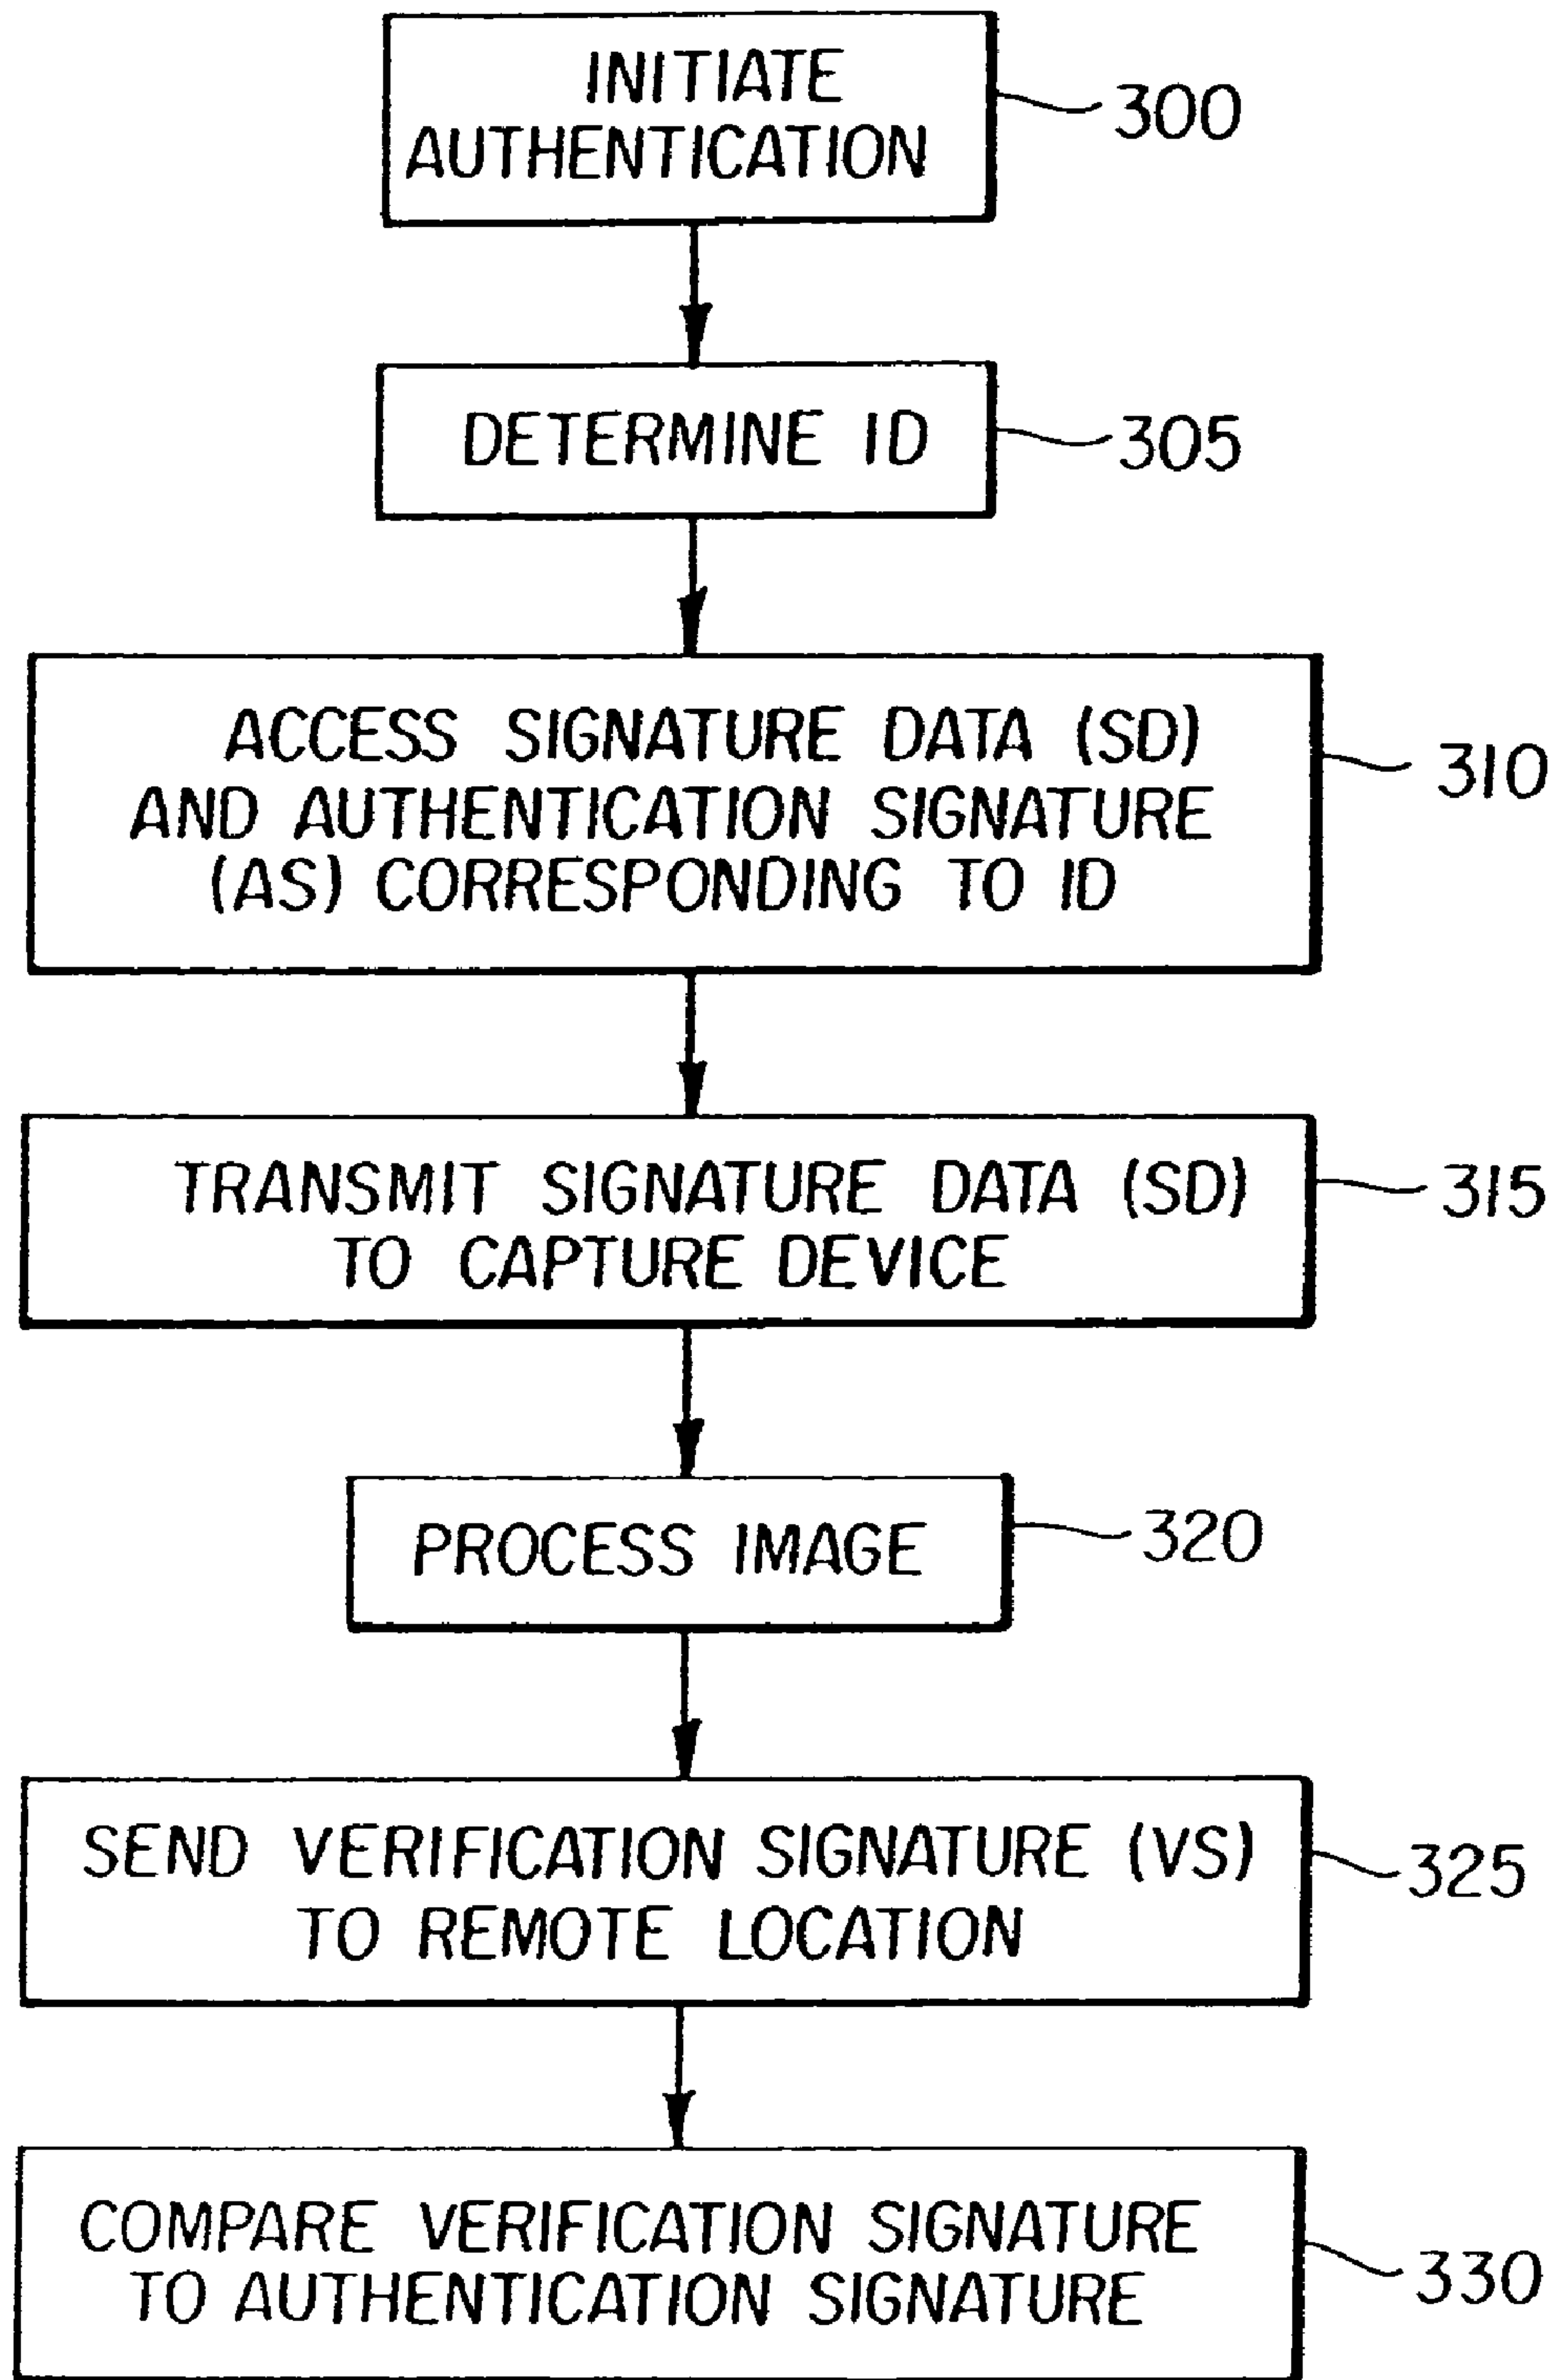 INITIATE
AUTHENTICATION
300
DETERMINE ID
305
ACCESS SIGNATURE DATA (SD)
AND AUTHENTICATION SIGNATURE
(AS) CORRESPONDING TO ID
310
TRANSMIT SIGNATURE DATA (SD)
TO CAPTURE DEVICE
315
PROCESS IMAGE
320
SEND VERIFICATION SIGNATURE (VS)
TO REMOTE LOCATION
325
COMPARE VERIFICATION SIGNATURE
TO AUTHENTICATION SIGNATURE
330